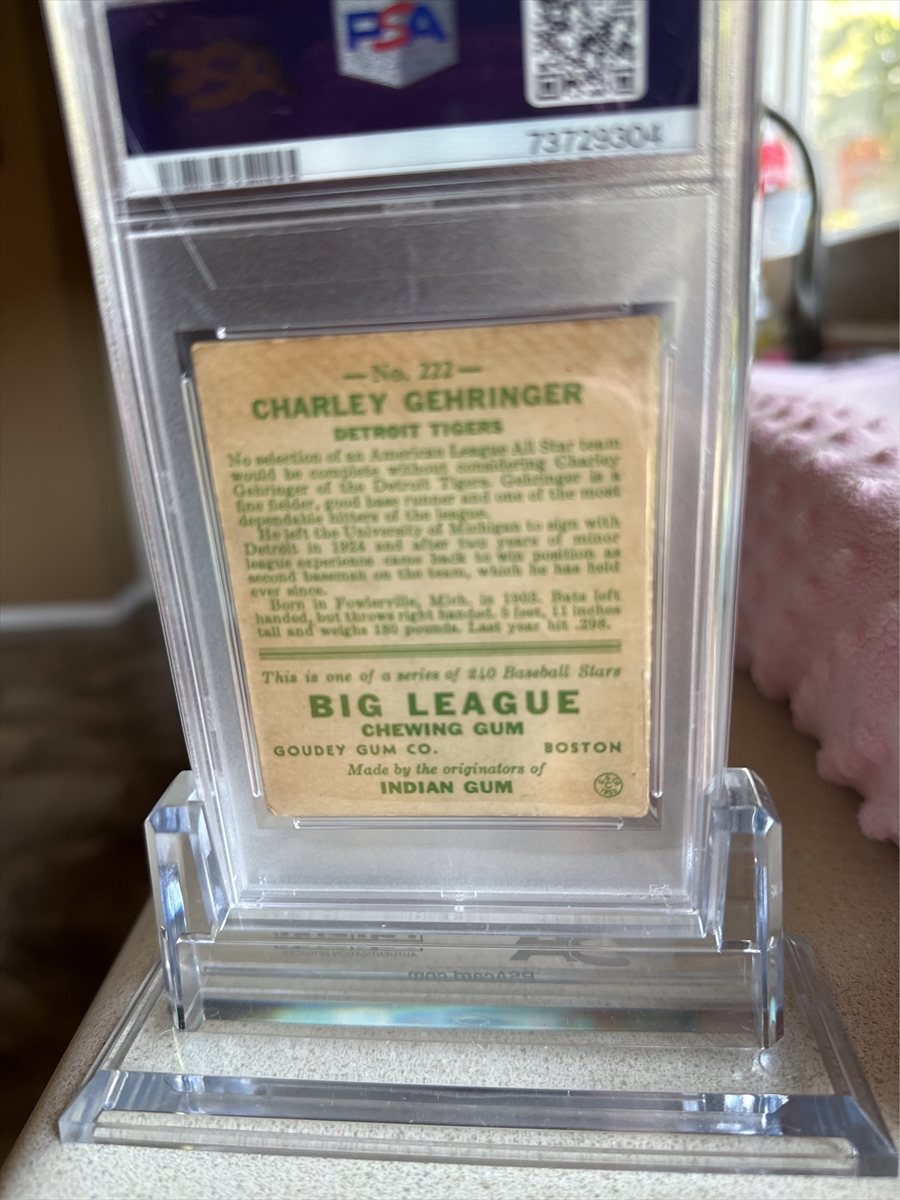 PSA
PSA
73729304
—No. 222—
CHARLEY GEHRINGER
DETROIT TIGERS
No selection of an American League All Star team
would be complete without considering Charley
Gehringer of the Detroit Tigers. Gehringer is a
fine fielder, good base runner and one of the most
dependable hitters of the league.
He left the University of Michigan to sign with
Detroit in 1924 and after two years of minor
league experience came back to win position as
second baseman on the team, which he has held
ever since.
Born in Fowlerville, Mich. in 1903. Bats left
handed, but throws right handed. 5 feet, 11 inches
tall and weighs 180 pounds. Last year hit .298.
This is one of a series of 240 Baseball Stars
BIG LEAGUE
CHEWING GUM
GOUDEY GUM CO. BOSTON
Made by the originators of
INDIAN GUM
PSAcard.com